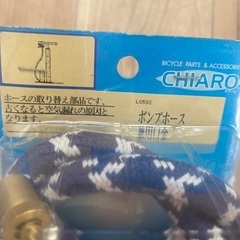 BICYCLE PARTS & ACCESSORIES
CHIARO
L0502
ポンプホース
ホースの取り替え部品です。
古くなると空気漏れの原因と
なります。